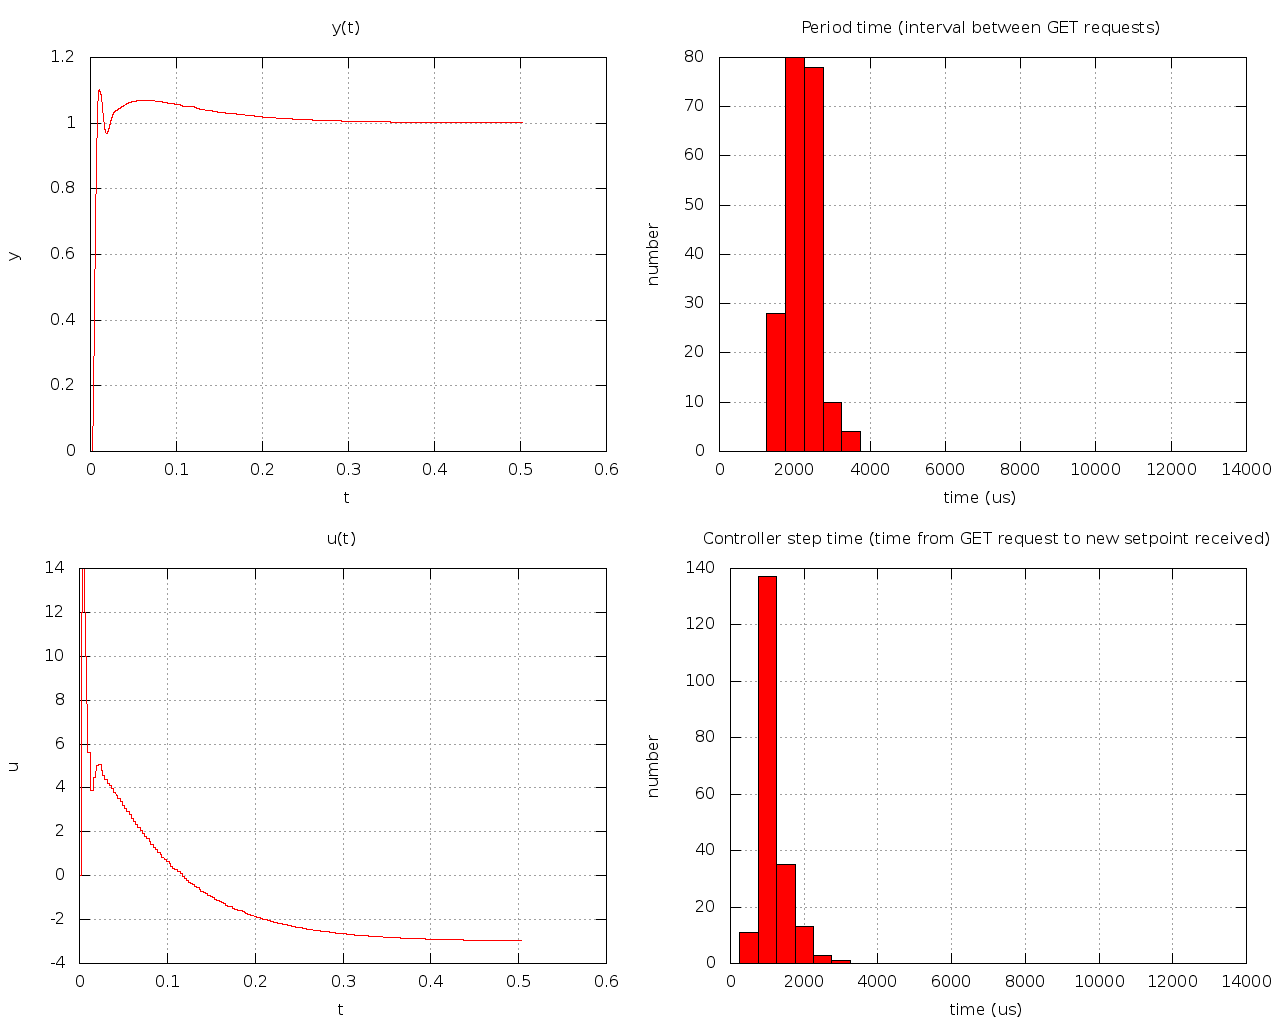 y(t)
1.2
1
0.8
0.6
0.4
0.2
0
y
0 0.1 0.2 0.3 0.4 0.5 0.6
t
Period time (interval between GET requests)
80
70
60
50
40
30
20
10
0
number
0 2000 4000 6000 8000 10000 12000 14000
time (us)
u(t)
14
12
10
8
6
4
2
0
-2
-4
u
0 0.1 0.2 0.3 0.4 0.5 0.6
t
Controller step time (time from GET request to new setpoint received)
140
120
100
80
60
40
20
0
number
0 2000 4000 6000 8000 10000 12000 14000
time (us)